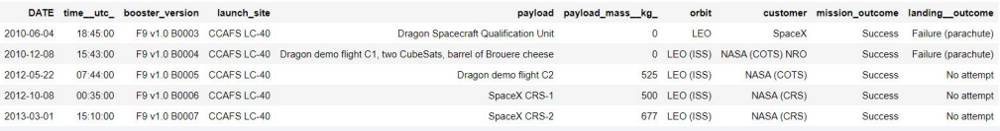 DATE time__utc_ booster_version launch_site payload payload_mass__kg_ orbit customer mission_outcome landing__outcome
2010-06-04 18:45:00 F9 v1.0 B0003 CCAFS LC-40 Dragon Spacecraft Qualification Unit 0 LEO SpaceX Success Failure (parachute)
2010-12-08 15:43:00 F9 v1.0 B0004 CCAFS LC-40 Dragon demo flight C1, two CubeSats, barrel of Brouere cheese 0 LEO (ISS) NASA (COTS) NRO Success Failure (parachute)
2012-05-22 07:44:00 F9 v1.0 B0005 CCAFS LC-40 Dragon demo flight C2 525 LEO (ISS) NASA (COTS) Success No attempt
2012-10-08 00:35:00 F9 v1.0 B0006 CCAFS LC-40 SpaceX CRS-1 500 LEO (ISS) NASA (CRS) Success No attempt
2013-03-01 15:10:00 F9 v1.0 B0007 CCAFS LC-40 SpaceX CRS-2 677 LEO (ISS) NASA (CRS) Success No attempt